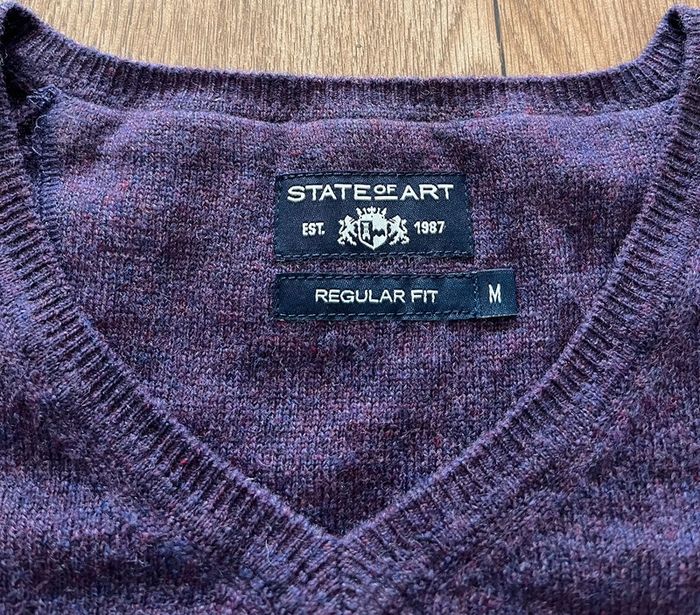 STATE OF ART
EST. 1987
REGULAR FIT M